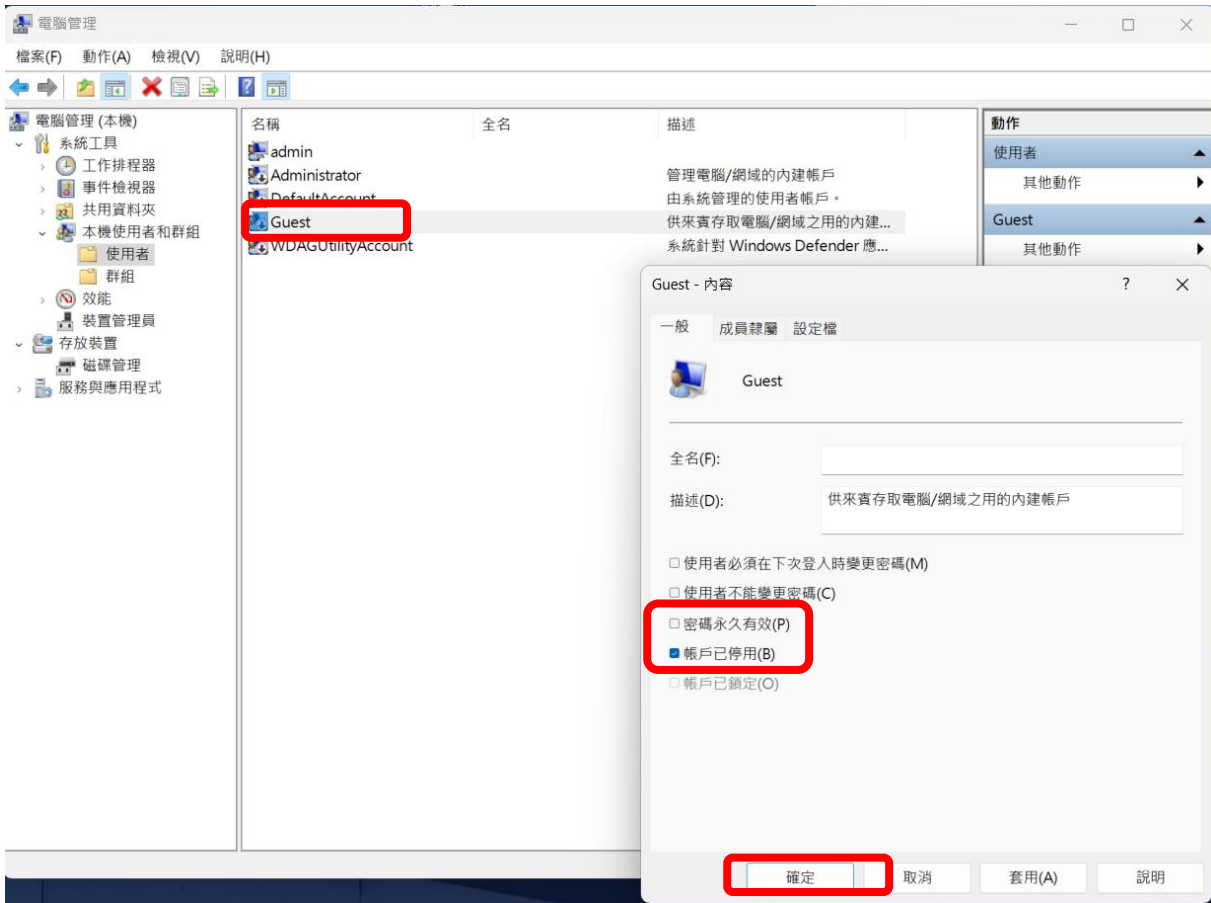 電腦管理
檔案(F) 動作(A) 檢視(V) 說明(H)
電腦管理 (本機)
系統工具
工作排程器
事件檢視器
共用資料夾
本機使用者和群組
使用者
群組
效能
裝置管理員
存放裝置
磁碟管理
服務與應用程式
名稱 全名 描述
admin
Administrator 管理電腦/網域的內建帳戶
DefaultAccount 由系統管理的使用者帳戶。
Guest 供來賓存取電腦/網域之用的內建...
WDAGUtilityAccount 系統針對 Windows Defender 應...
動作
使用者
其他動作
Guest
其他動作
Guest - 內容
一般 成員隸屬 設定檔
Guest
全名(F):
描述(D): 供來賓存取電腦/網域之用的內建帳戶
使用者必須在下次登入時變更密碼(M)
使用者不能變更密碼(C)
密碼永久有效(P)
帳戶已停用(B)
帳戶已鎖定(O)
確定 取消 套用(A) 說明